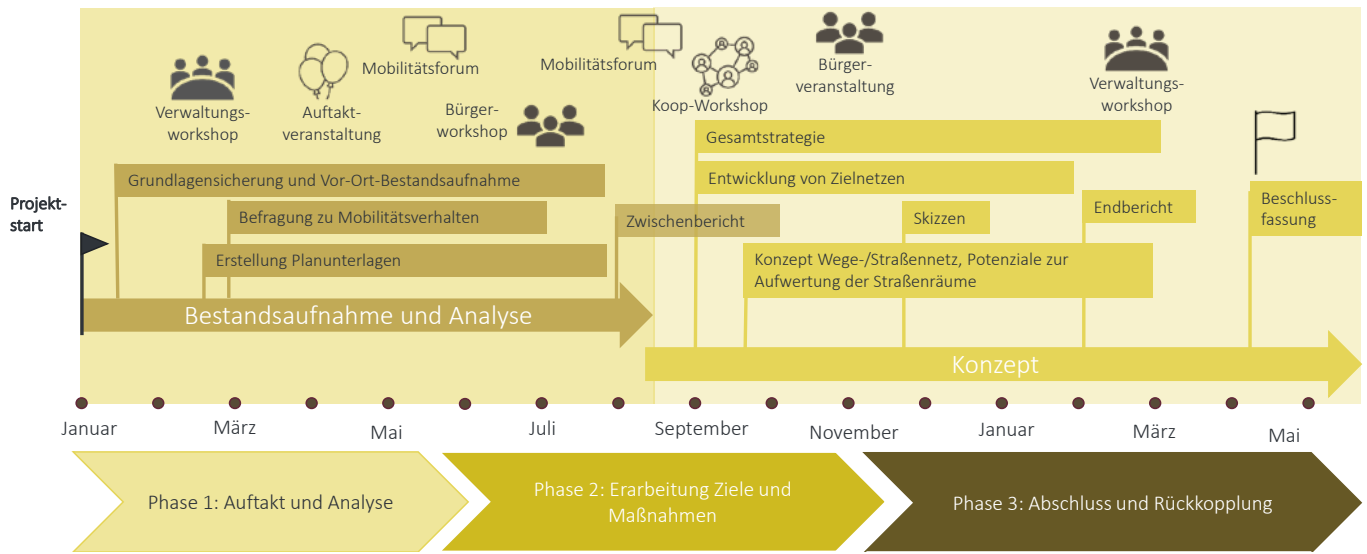 Mobilitätsforum
Mobilitätsforum
Bürger-
veranstaltung
Verwaltungs-
workshop
Auftakt-
veranstaltung
Bürger-
workshop
Koop-Workshop
Verwaltungs-
workshop
Gesamtstrategie
Grundlagensicherung und Vor-Ort-Bestandsaufnahme
Entwicklung von Zielnetzen
Projekt-
start
Befragung zu Mobilitätsverhalten
Zwischenbericht
Skizzen
Endbericht
Beschluss-
fassung
Erstellung Planunterlagen
Konzept Wege-/Straßennetz, Potenziale zur
Aufwertung der Straßenräume
Bestandsaufnahme und Analyse
Konzept
Januar
März
Mai
Juli
September
November
Januar
März
Mai
Phase 1: Auftakt und Analyse
Phase 2: Erarbeitung Ziele und
Maßnahmen
Phase 3: Abschluss und Rückkopplung